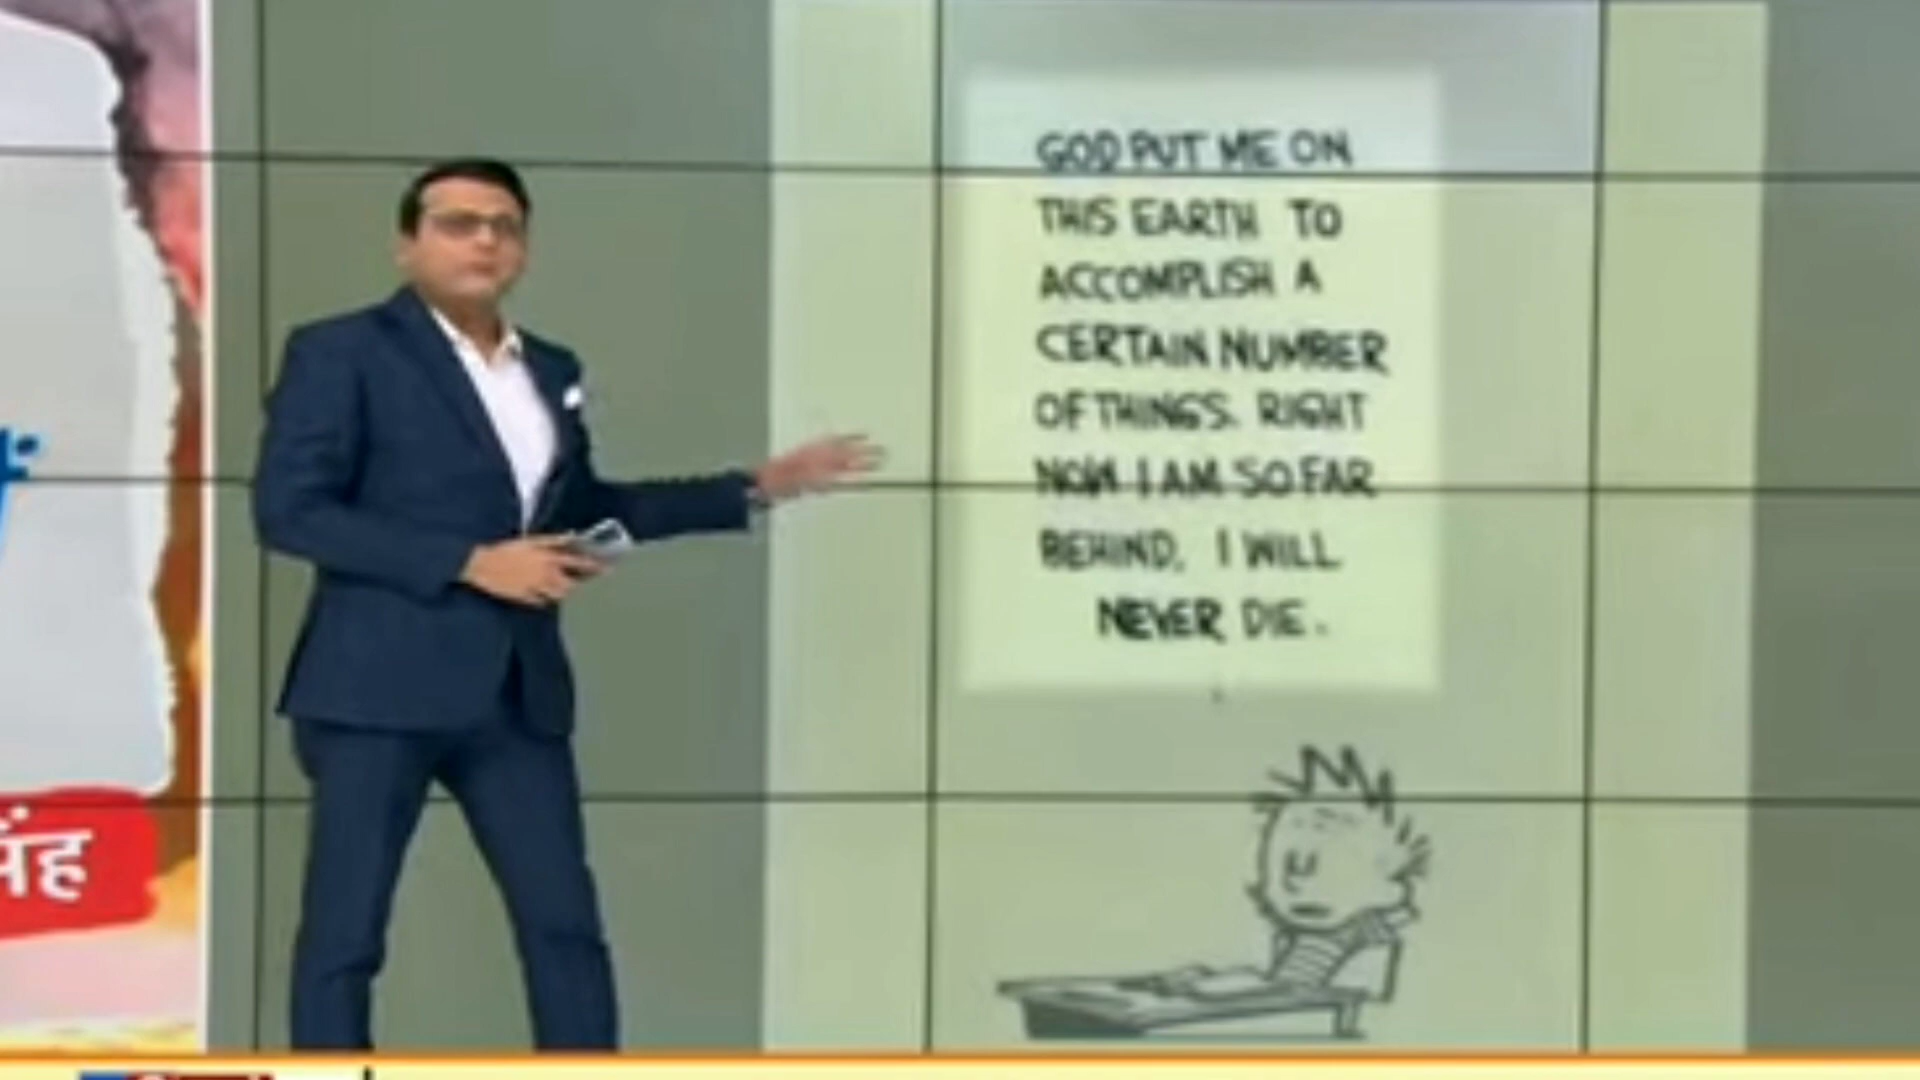 GOD PUT ME ON
THIS EARTH TO
ACCOMPLISH A
CERTAIN NUMBER
OF THINGS. RIGHT
NOW I AM SO FAR
BEHIND, I WILL
NEVER DIE.